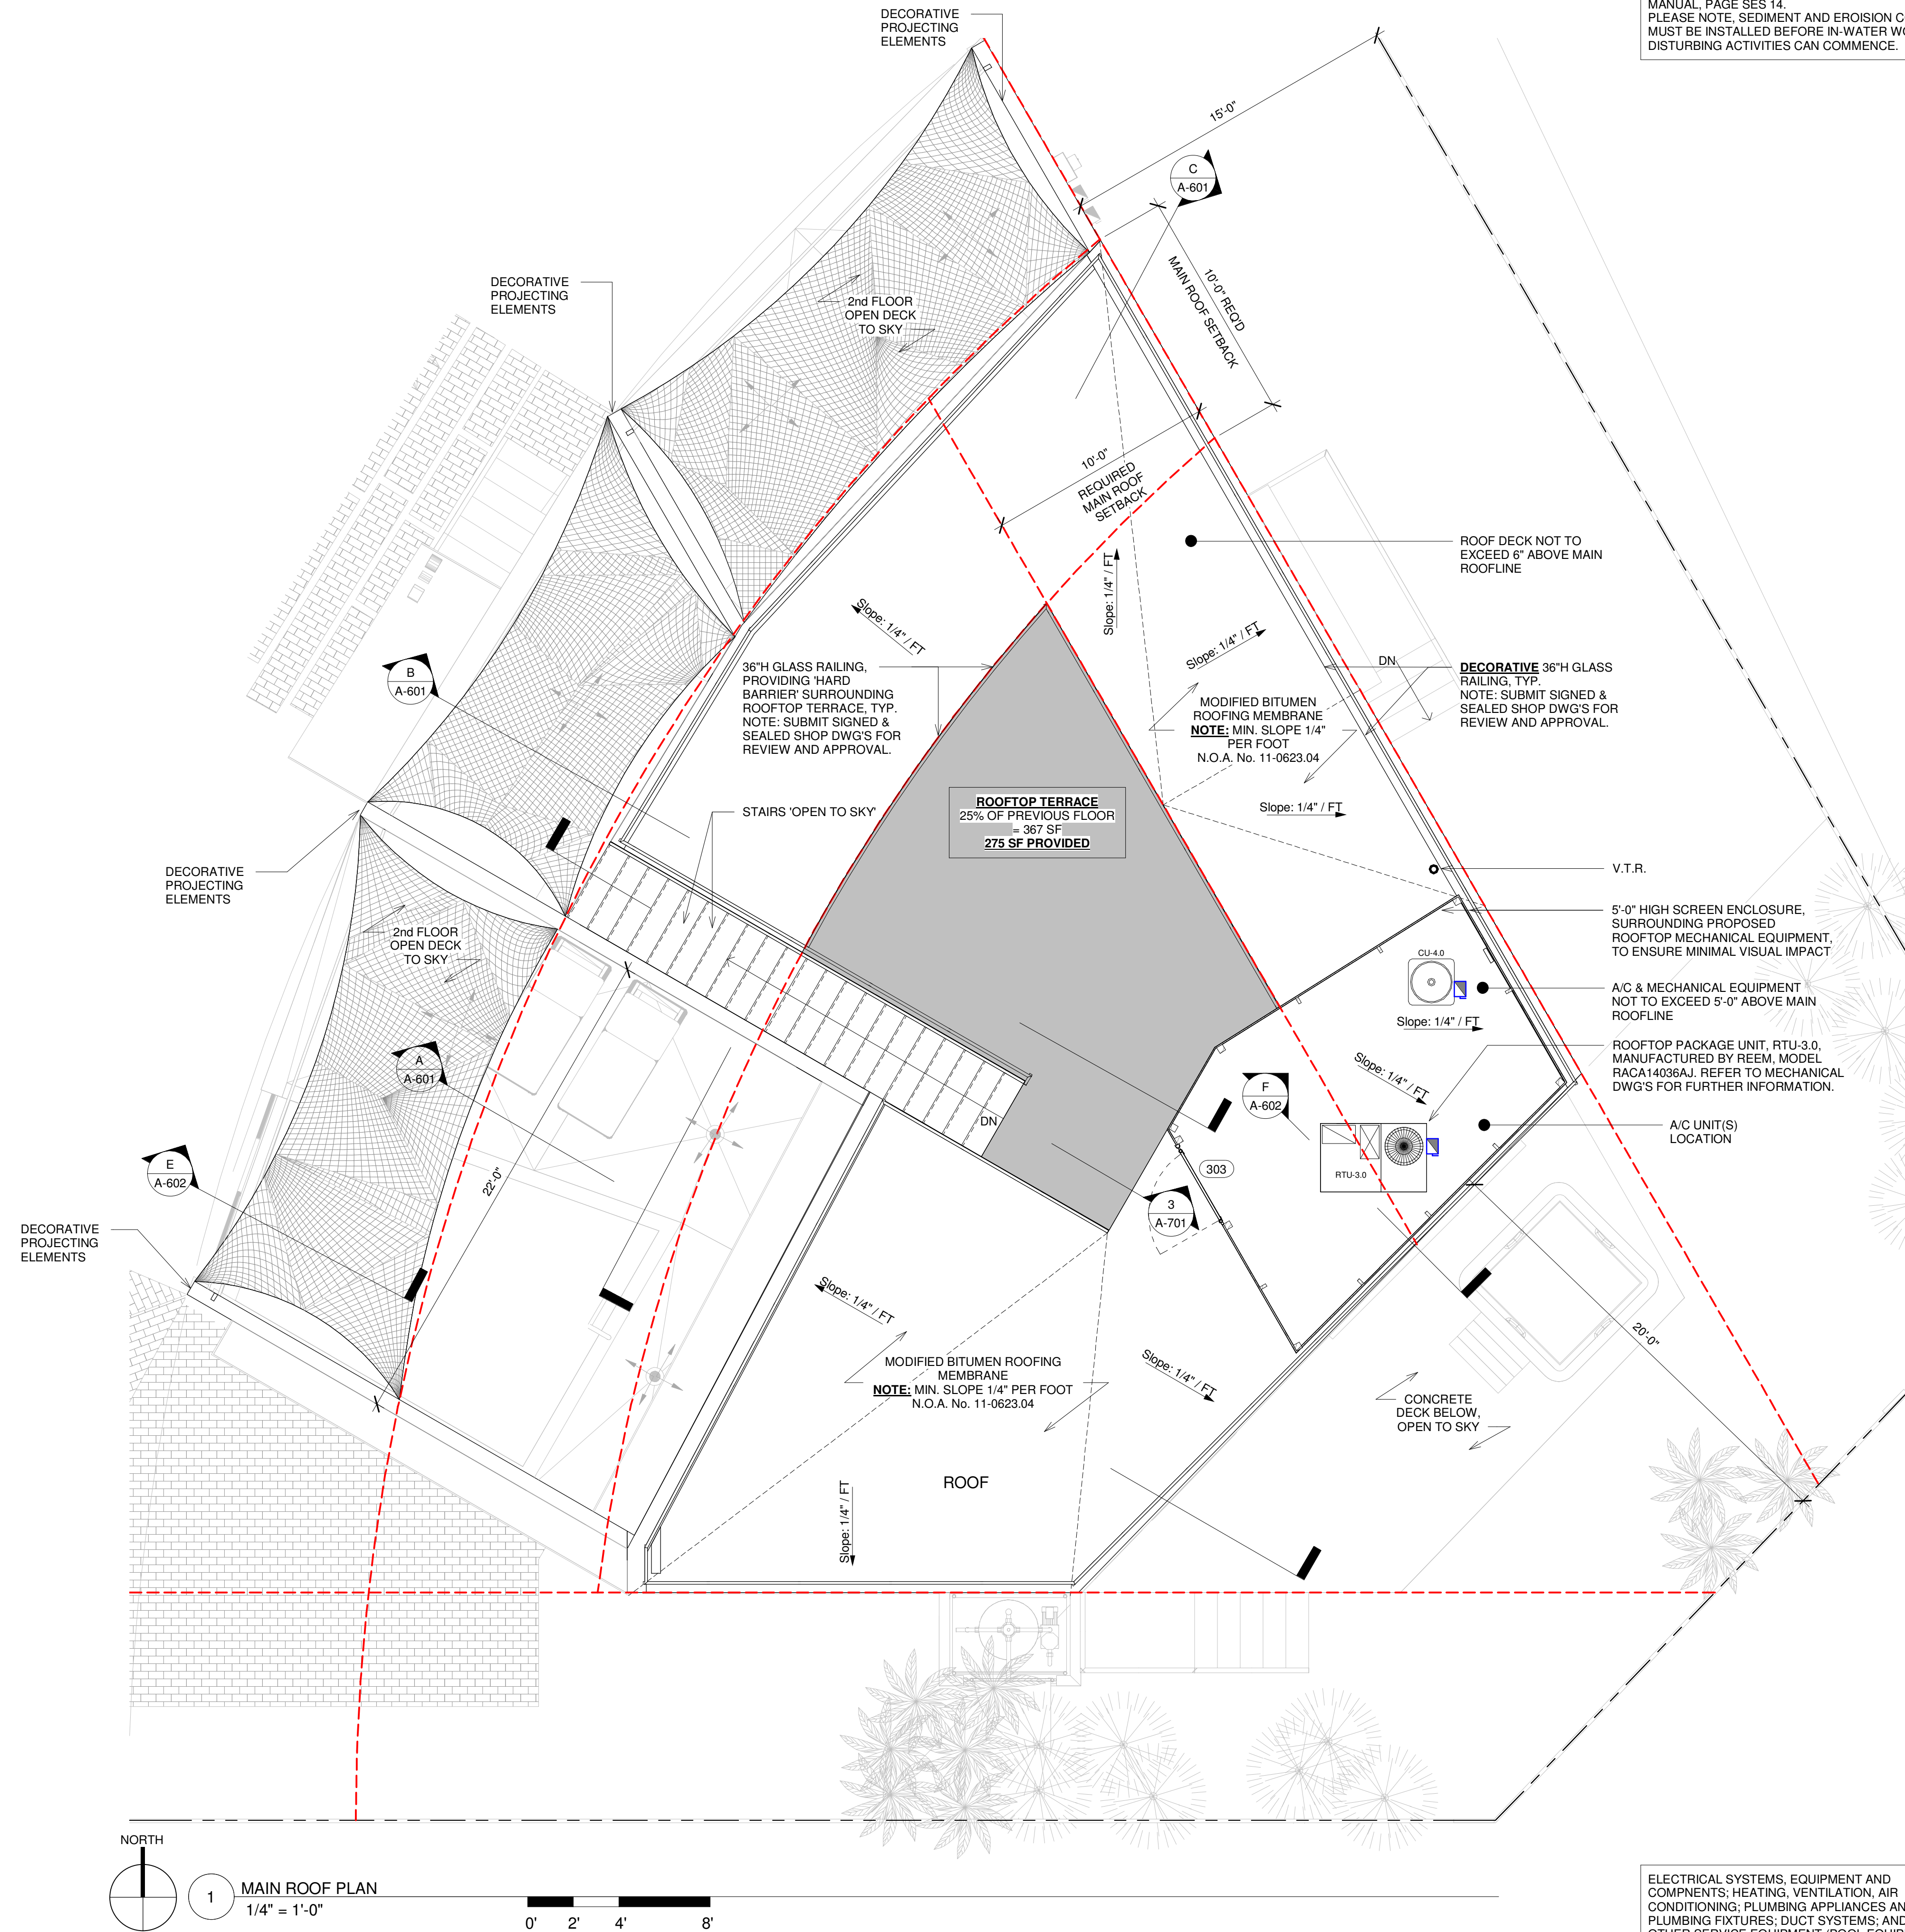 MANUAL, PAGE SES 14.
PLEASE NOTE, SEDIMENT AND EROISION
MUST BE INSTALLED BEFORE IN-WATER
DISTURBING ACTIVITIES CAN COMMENCE.
DECORATIVE
PROJECTING
ELEMENTS
15'-0"
C
A-601
10'-0" REQ'D
MAIN ROOF SETBACK
DECORATIVE
PROJECTING
ELEMENTS
2nd FLOOR
OPEN DECK
TO SKY
10'-0"
REQUIRED
MAIN ROOF
SETBACK
ROOF DECK NOT TO
EXCEED 6" ABOVE MAIN
ROOFLINE
Slope: 1/4" / FT
Slope: 1/4" / FT
Slope: 1/4" / FT
B
A-601
36"H GLASS RAILING,
PROVIDING 'HARD
BARRIER' SURROUNDING
ROOFTOP TERRACE, TYP.
NOTE: SUBMIT SIGNED &
SEALED SHOP DWG'S FOR
REVIEW AND APPROVAL.
DN
DECORATIVE 36"H GLASS
RAILING, TYP.
NOTE: SUBMIT SIGNED &
SEALED SHOP DWG'S FOR
REVIEW AND APPROVAL.
MODIFIED BITUMEN
ROOFING MEMBRANE
NOTE: MIN. SLOPE 1/4"
PER FOOT
N.O.A. No. 11-0623.04
ROOFTOP TERRACE
25% OF PREVIOUS FLOOR
= 367 SF
275 SF PROVIDED
Slope: 1/4" / FT
STAIRS 'OPEN TO SKY'
DECORATIVE
PROJECTING
ELEMENTS
V.T.R.
5'-0" HIGH SCREEN ENCLOSURE,
SURROUNDING PROPOSED
ROOFTOP MECHANICAL EQUIPMENT,
TO ENSURE MINIMAL VISUAL IMPACT
2nd FLOOR
OPEN DECK
TO SKY
CU-4.0
A/C & MECHANICAL EQUIPMENT
NOT TO EXCEED 5'-0" ABOVE MAIN
ROOFLINE
Slope: 1/4" / FT
ROOFTOP PACKAGE UNIT, RTU-3.0,
MANUFACTURED BY REEM, MODEL
RACA14036AJ. REFER TO MECHANICAL
DWG'S FOR FURTHER INFORMATION.
A
A-601
Slope: 1/4" / FT
F
A-602
DN
A/C UNIT(S)
LOCATION
E
A-602
22'-0"
303
RTU-3.0
3
A-701
DECORATIVE
PROJECTING
ELEMENTS
Slope: 1/4" / FT
20'-0"
MODIFIED BITUMEN ROOFING
MEMBRANE
NOTE: MIN. SLOPE 1/4" PER FOOT
N.O.A. No. 11-0623.04
Slope: 1/4" / FT
CONCRETE
DECK BELOW,
OPEN TO SKY
ROOF
Slope: 1/4" / FT
NORTH
1
MAIN ROOF PLAN
1/4" = 1'-0"
0' 2' 4' 8'
ELECTRICAL SYSTEMS, EQUIPMENT AND
COMPNENTS; HEATING, VENTILATION, AIR
CONDITIONING; PLUMBING APPLIANCES
PLUMBING FIXTURES; DUCT SYSTEMS;